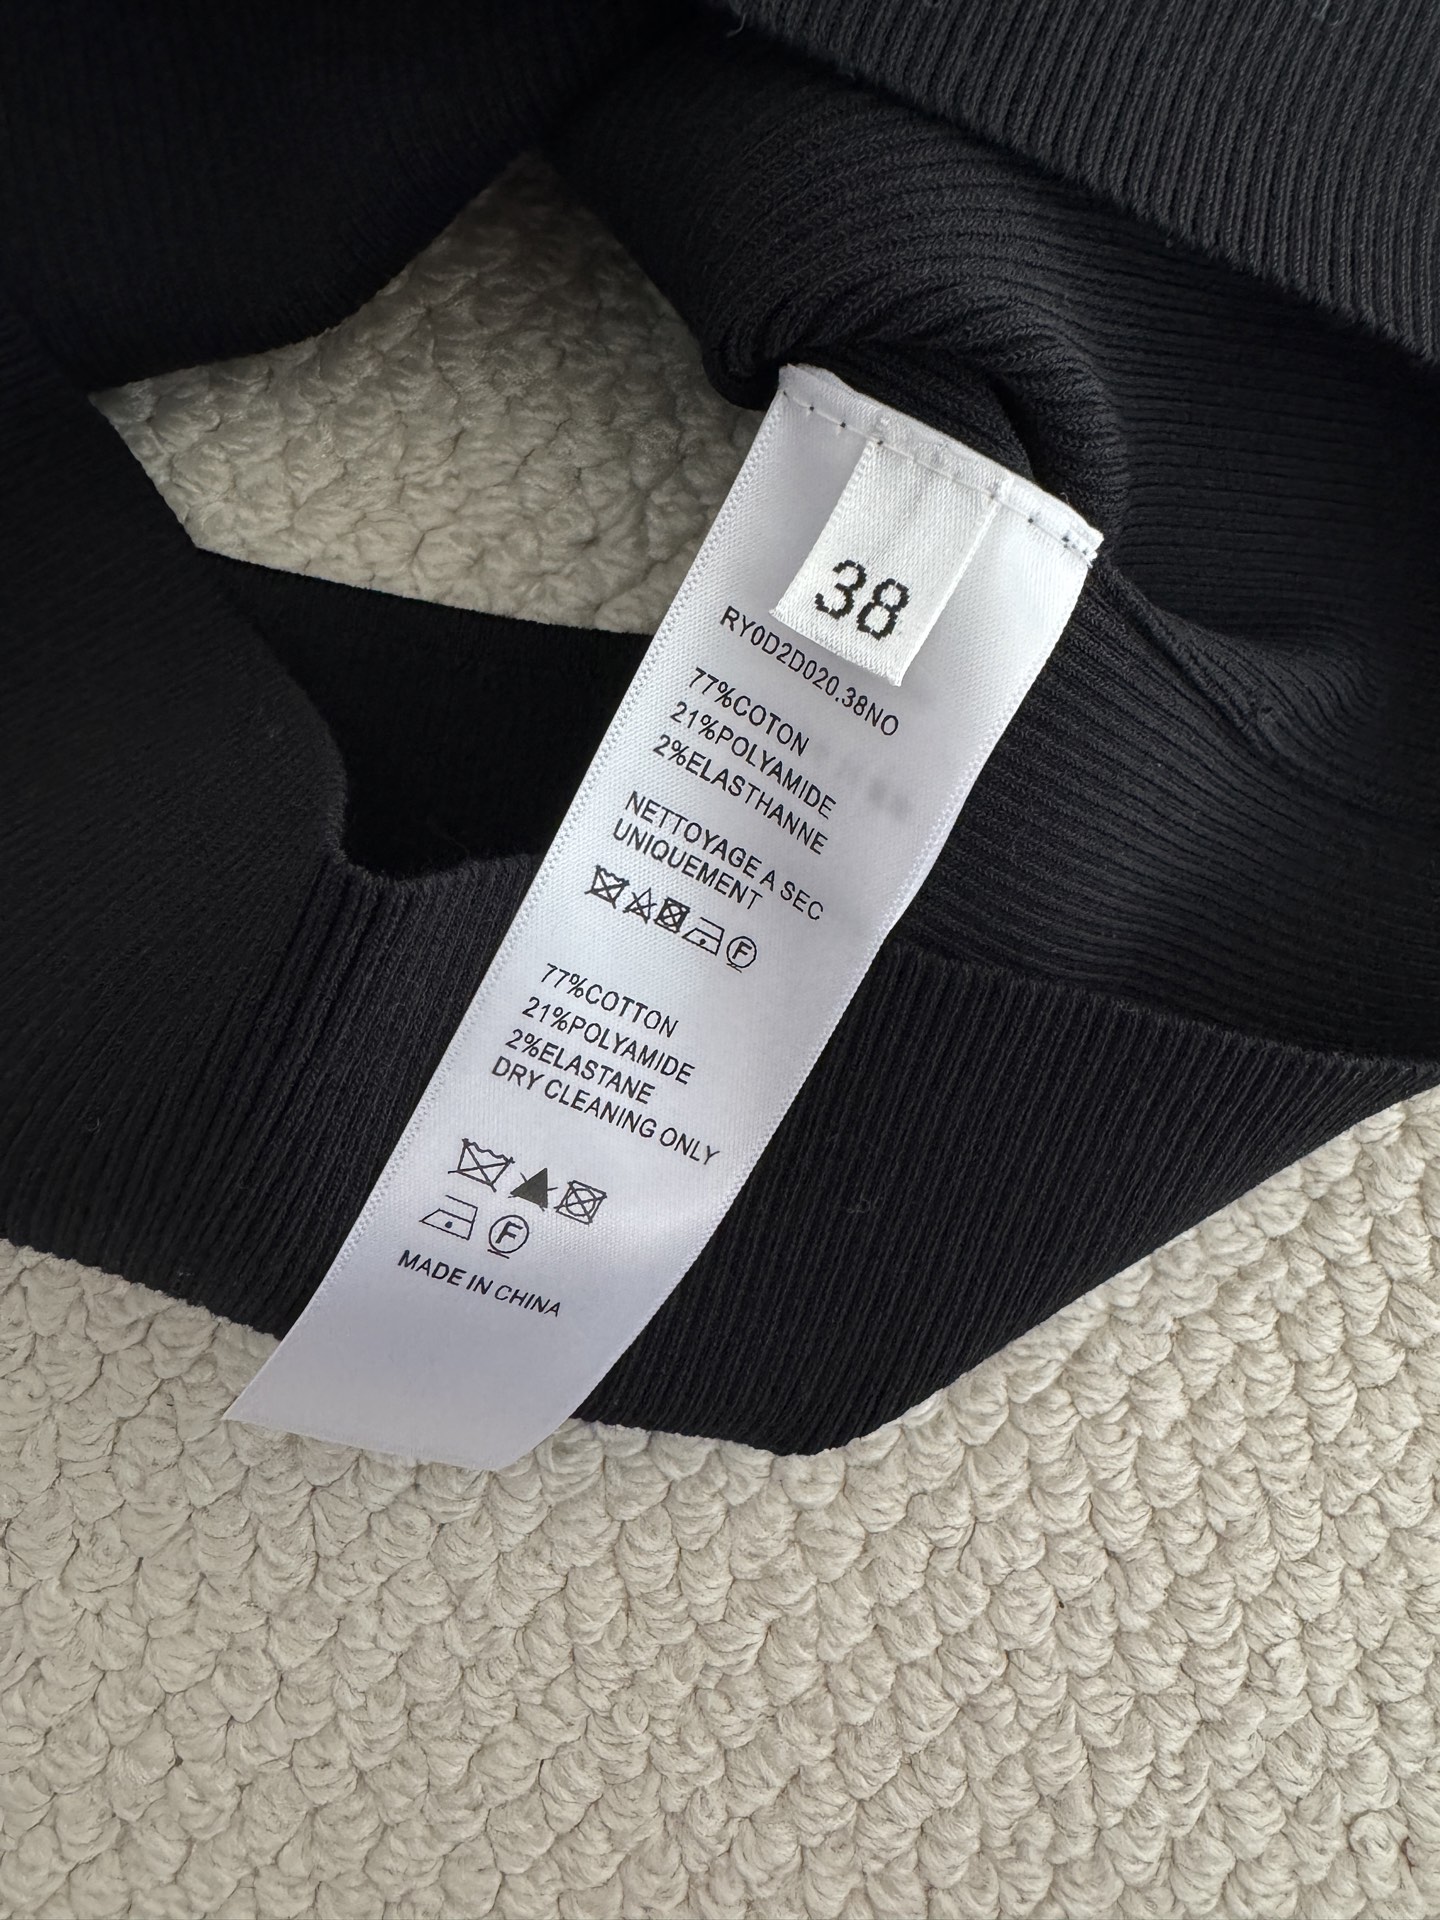 38
RY0D2D020.38NO
77%COTON
21%POLYAMIDE
2%ELASTHANNE
NETTOYAGE A SEC
UNIQUEMENT
F
77%COTTON
21%POLYAMIDE
2%ELASTANE
DRY CLEANING ONLY
F
MADE IN CHINA